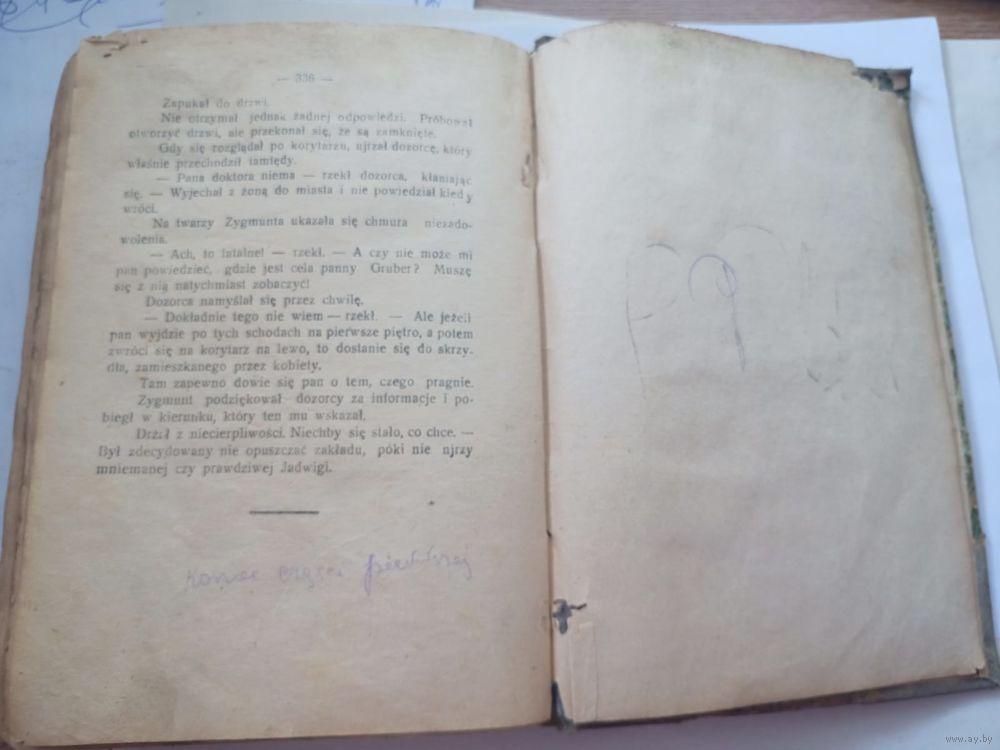 — 336 —
Zapukał do drzwi.
Nie otrzymał jednak żadnej odpowiedzi. Próbował
otworzyć drzwi, ale przekonał się, że są zamknięte.
Gdy się rozglądał po korytarzu, ujrzał dozorcę, który
właśnie przechodził tamtędy.
— Pana doktora niema — rzekł dozorca, kłaniając
się. — Wyjechał z żoną do miasta i nie powiedział kiedy
wróci.
Na twarzy Zygmunta ukazała się chmura niezado-
wolenia.
— Ach, to fatalne! — rzekł. — A czy nie może mi
pan powiedzieć, gdzie jest cela panny Gruber? Muszę
się z nią natychmiast zobaczyć!
Dozorca namyślał się przez chwilę.
— Dokładnie tego nie wiem — rzekł. — Ale jeżeli
pan wyjdzie po tych schodach na pierwsze piętro, a potem
zwróci się na korytarz na lewo, to dostanie się do skrzy-
dła, zamieszkanego przez kobiety.
Tam zapewno dowie się pan o tem, czego pragnie.
Zygmunt podziękował dozorcy za informacje i po-
biegł w kierunku, który ten mu wskazał.
Drżał z niecierpliwości. Niechby się stało, co chce. —
Był zdecydowany nie opuszczać zakładu, póki nie njrzy
mniemanej czy prawdziwej Jadwigi.
Koniec części pierwszej
www.ay.by